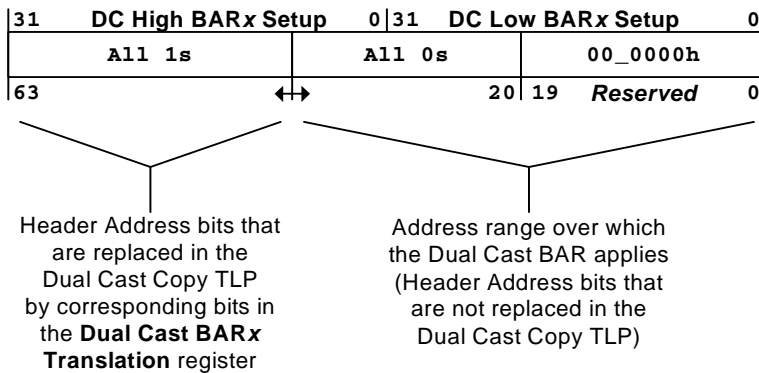 31 DC High BARx Setup 0 31 DC Low BARx Setup 0
All 1s All 0s 00_0000h
63 20 19 Reserved 0
Header Address bits that
are replaced in the
Dual Cast Copy TLP
by corresponding bits in
the Dual Cast BARx
Translation register
Address range over which
the Dual Cast BAR applies
(Header Address bits that
are not replaced in the
Dual Cast Copy TLP)